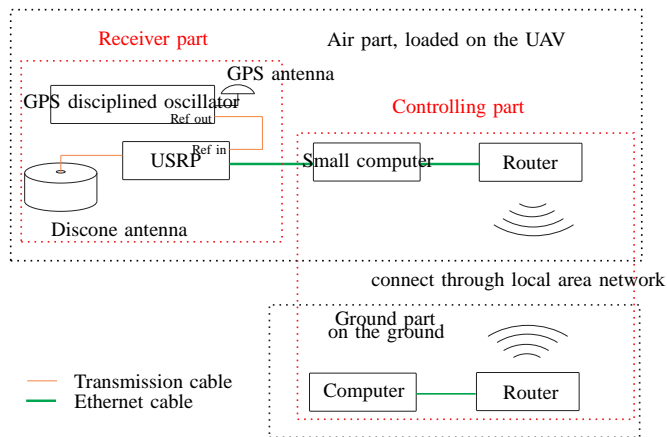 Receiver part
Air part, loaded on the UAV
GPS antenna
GPS disciplined oscillator
Ref out
Controlling part
Ref in
USRP
Small computer
Router
Discone antenna
connect through local area network
Ground part
on the ground
Transmission cable
Ethernet cable
Computer
Router